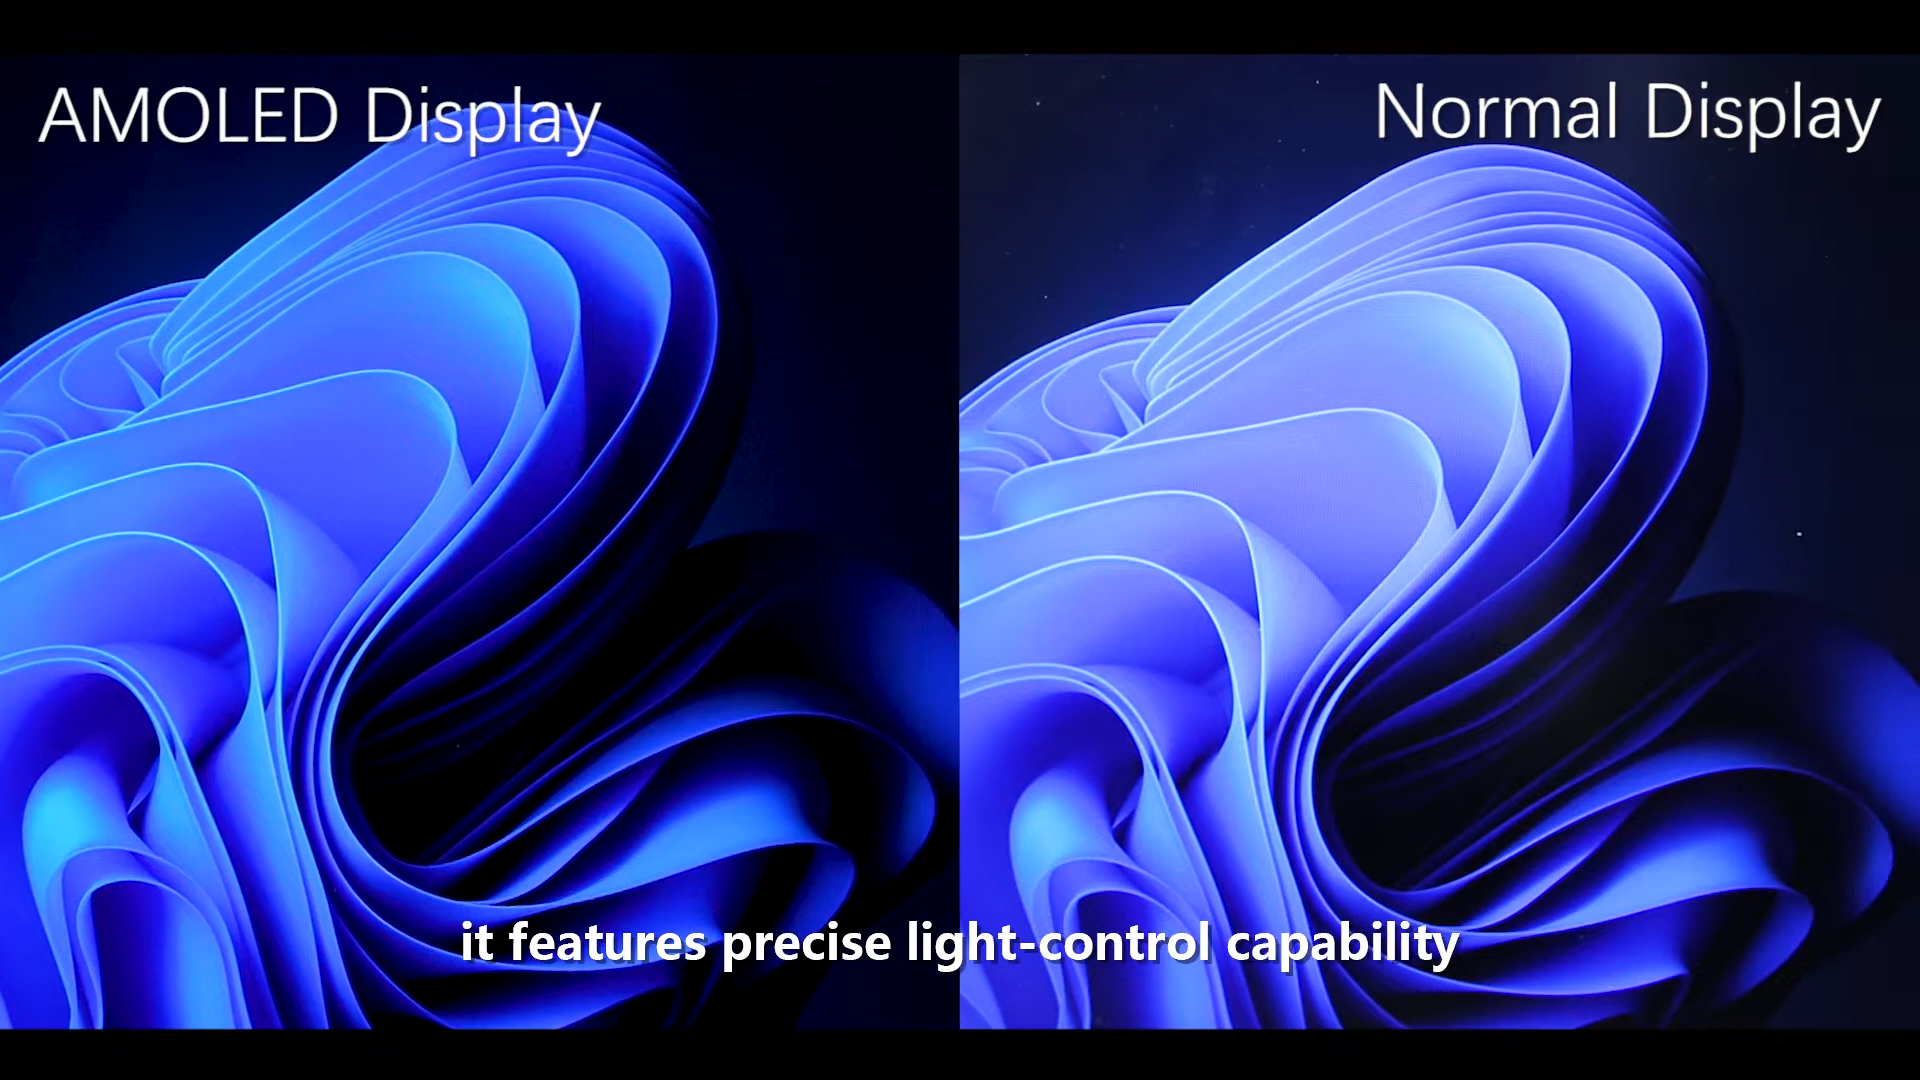 AMOLED Display
Normal Display
it features precise light-control capability